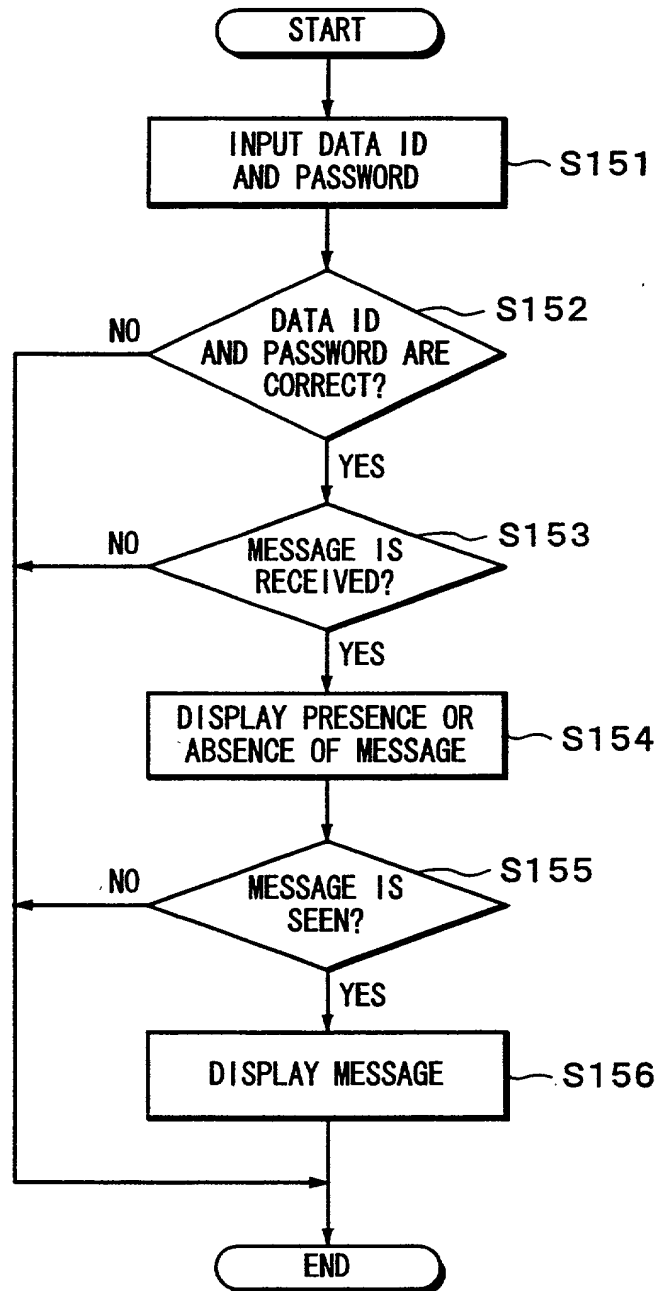 START
INPUT DATA ID
AND PASSWORD
S151
S152
NO
DATA ID
AND PASSWORD ARE
CORRECT?
YES
S153
NO
MESSAGE IS
RECEIVED?
YES
DISPLAY PRESENCE OR
ABSENCE OF MESSAGE
S154
S155
NO
MESSAGE IS
SEEN?
YES
DISPLAY MESSAGE
S156
END